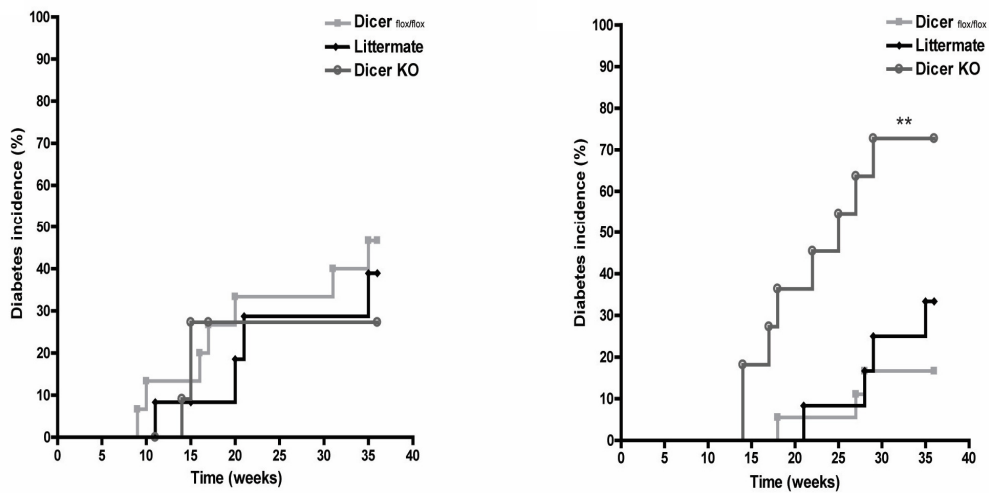 Dicer flox/flox
Littermate
Dicer KO
Diabetes incidence (%)
100
90
80
70
60
50
40
30
20
10
0
0 5 10 15 20 25 30 35 40
Time (weeks)
Dicer flox/flox
Littermate
Dicer KO
**
Diabetes incidence (%)
100
90
80
70
60
50
40
30
20
10
0
0 5 10 15 20 25 30 35 40
Time (weeks)